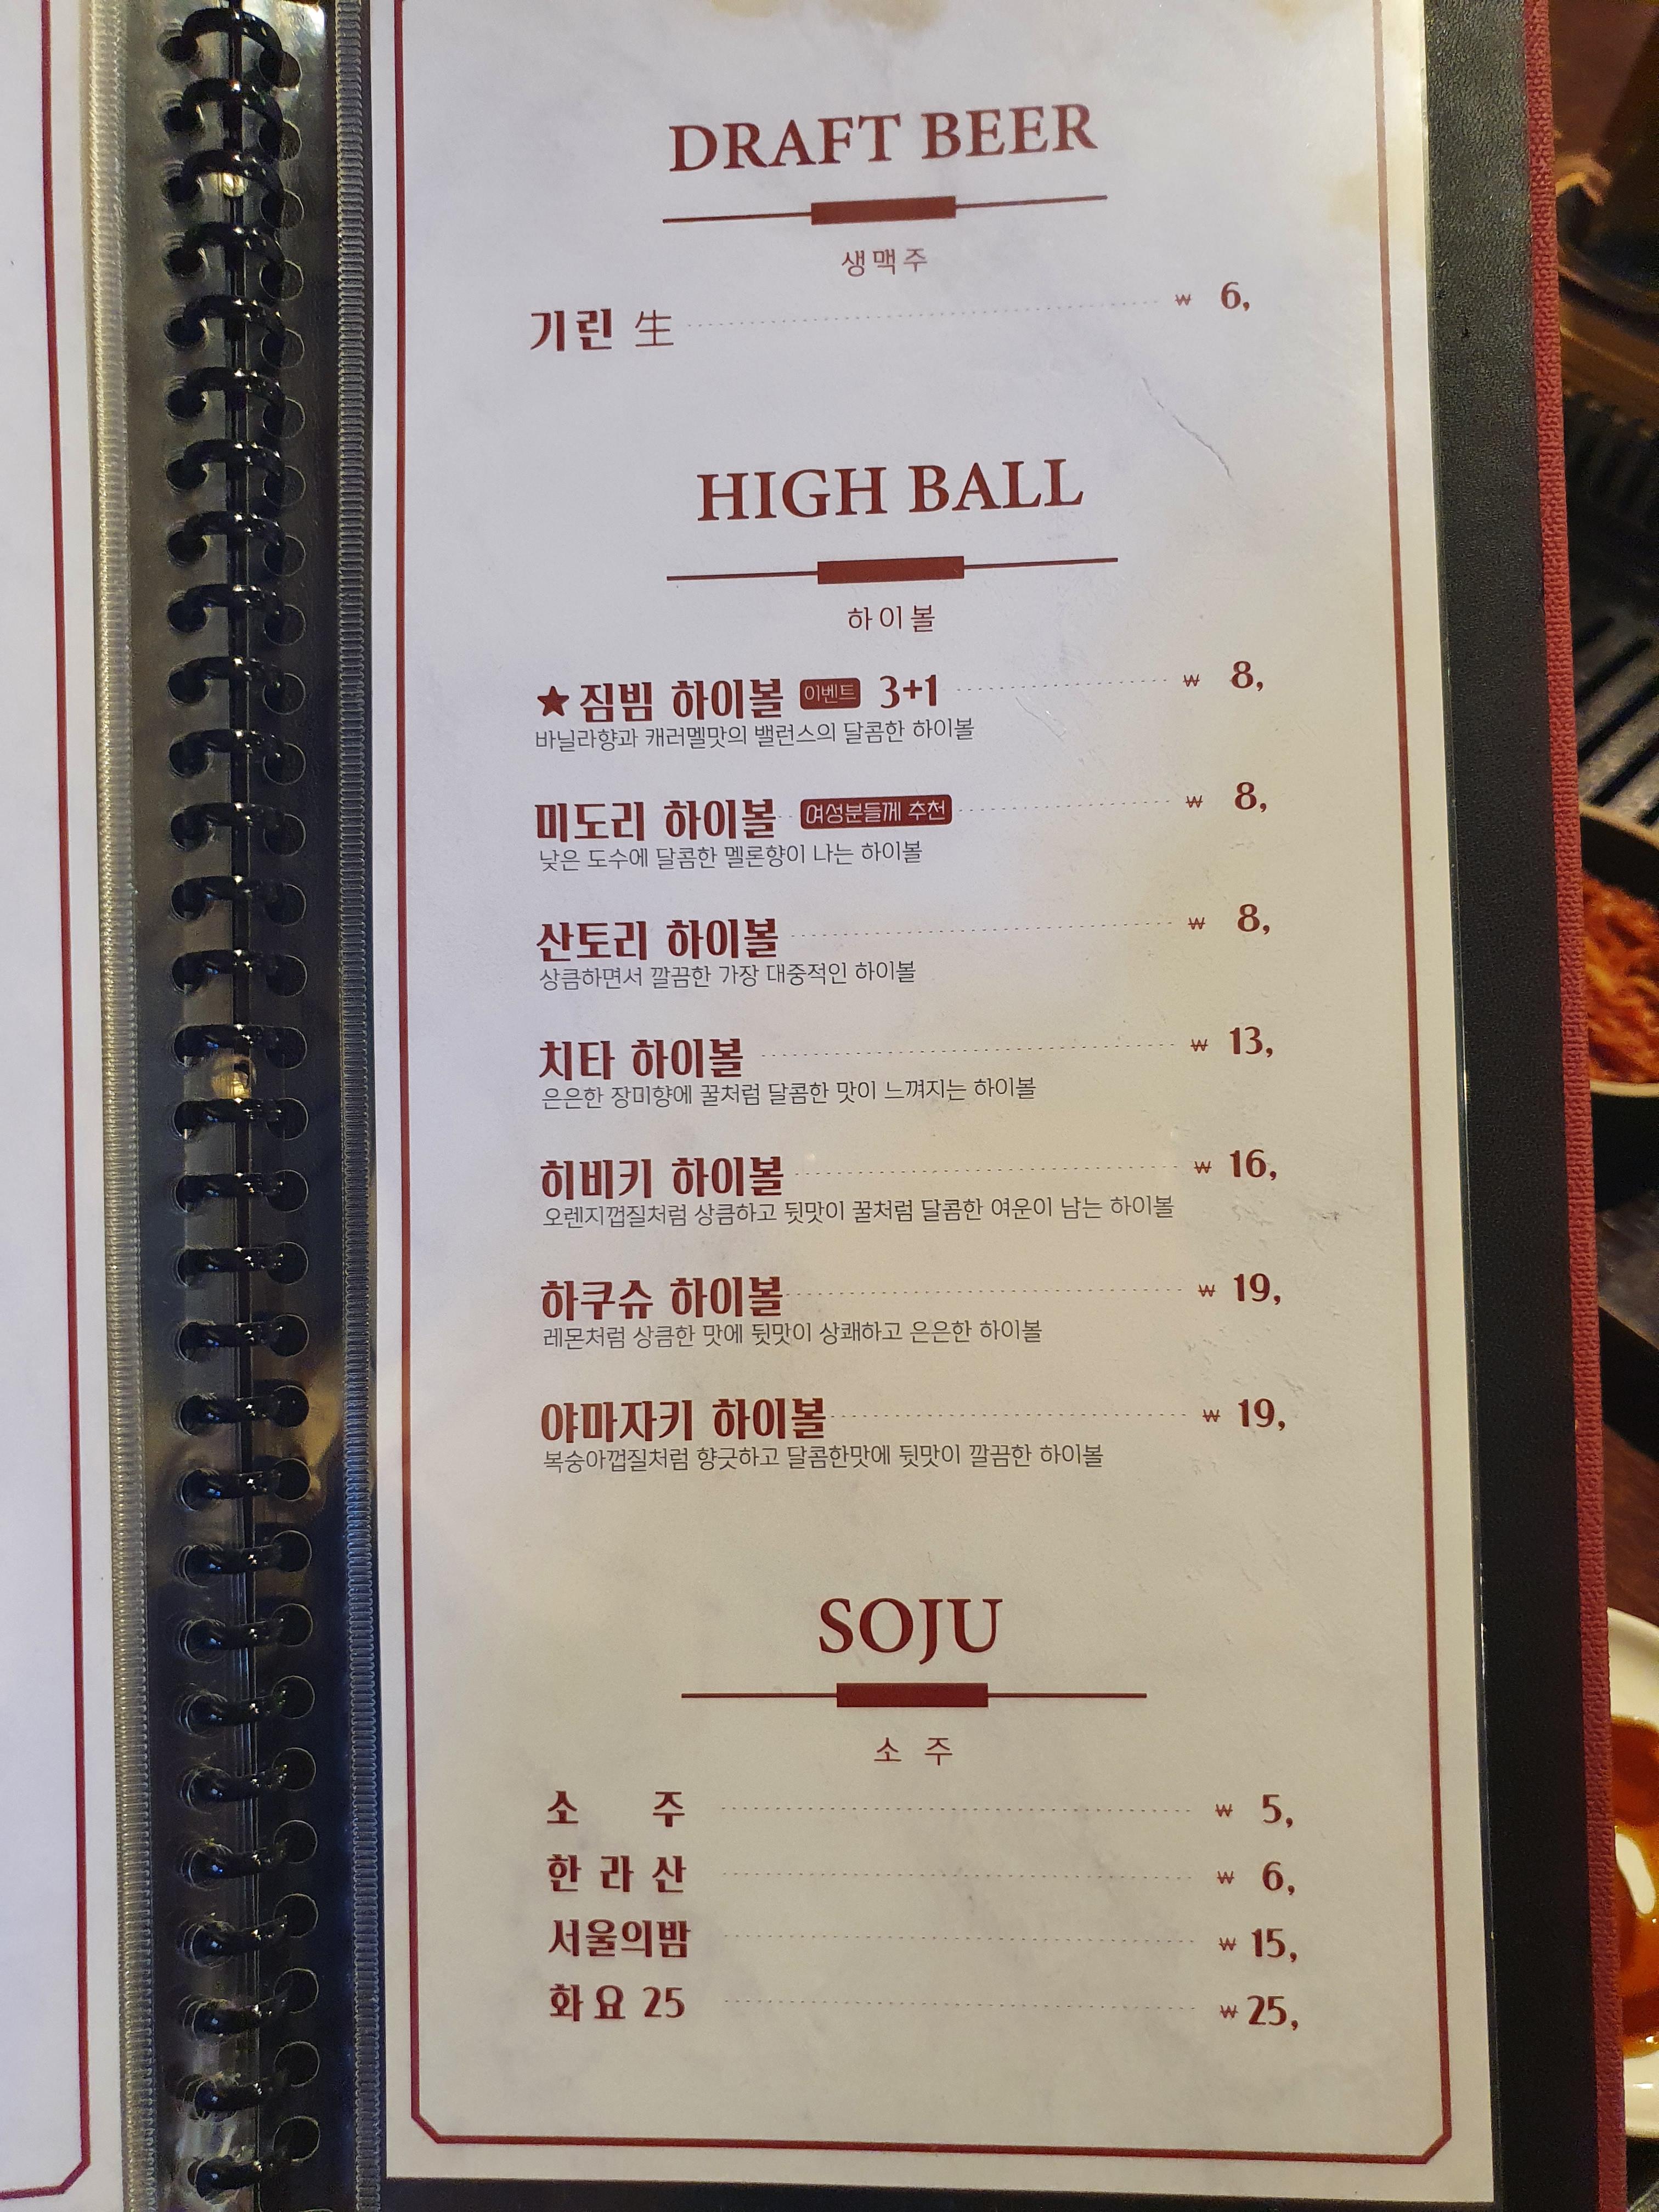 DRAFT BEER
생맥주
기린 生 ₩ 6,
HIGH BALL
하이볼
★짐빔 하이볼 이벤트 3+1 ₩ 8,
바닐라향과 캐러멜맛의 밸런스의 달콤한 하이볼
미도리 하이볼 여성분들께 추천 ₩ 8,
낮은 도수에 달콤한 멜론향이 나는 하이볼
산토리 하이볼 ₩ 8,
상큼하면서 깔끔한 가장 대중적인 하이볼
치타 하이볼 ₩ 13,
은은한 장미향에 꿀처럼 달콤한 맛이 느껴지는 하이볼
히비키 하이볼 ₩ 16,
오렌지껍질처럼 상큼하고 뒷맛이 꿀처럼 달콤한 여운이 남는 하이볼
하쿠슈 하이볼 ₩ 19,
레몬처럼 상큼한 맛에 뒷맛이 상쾌하고 은은한 하이볼
야마자키 하이볼 ₩ 19,
복숭아껍질처럼 향긋하고 달콤한맛에 뒷맛이 깔끔한 하이볼
SOJU
소 주
소 주 ₩ 5,
한 라 산 ₩ 6,
서울의밤 ₩ 15,
화요 25 ₩ 25,